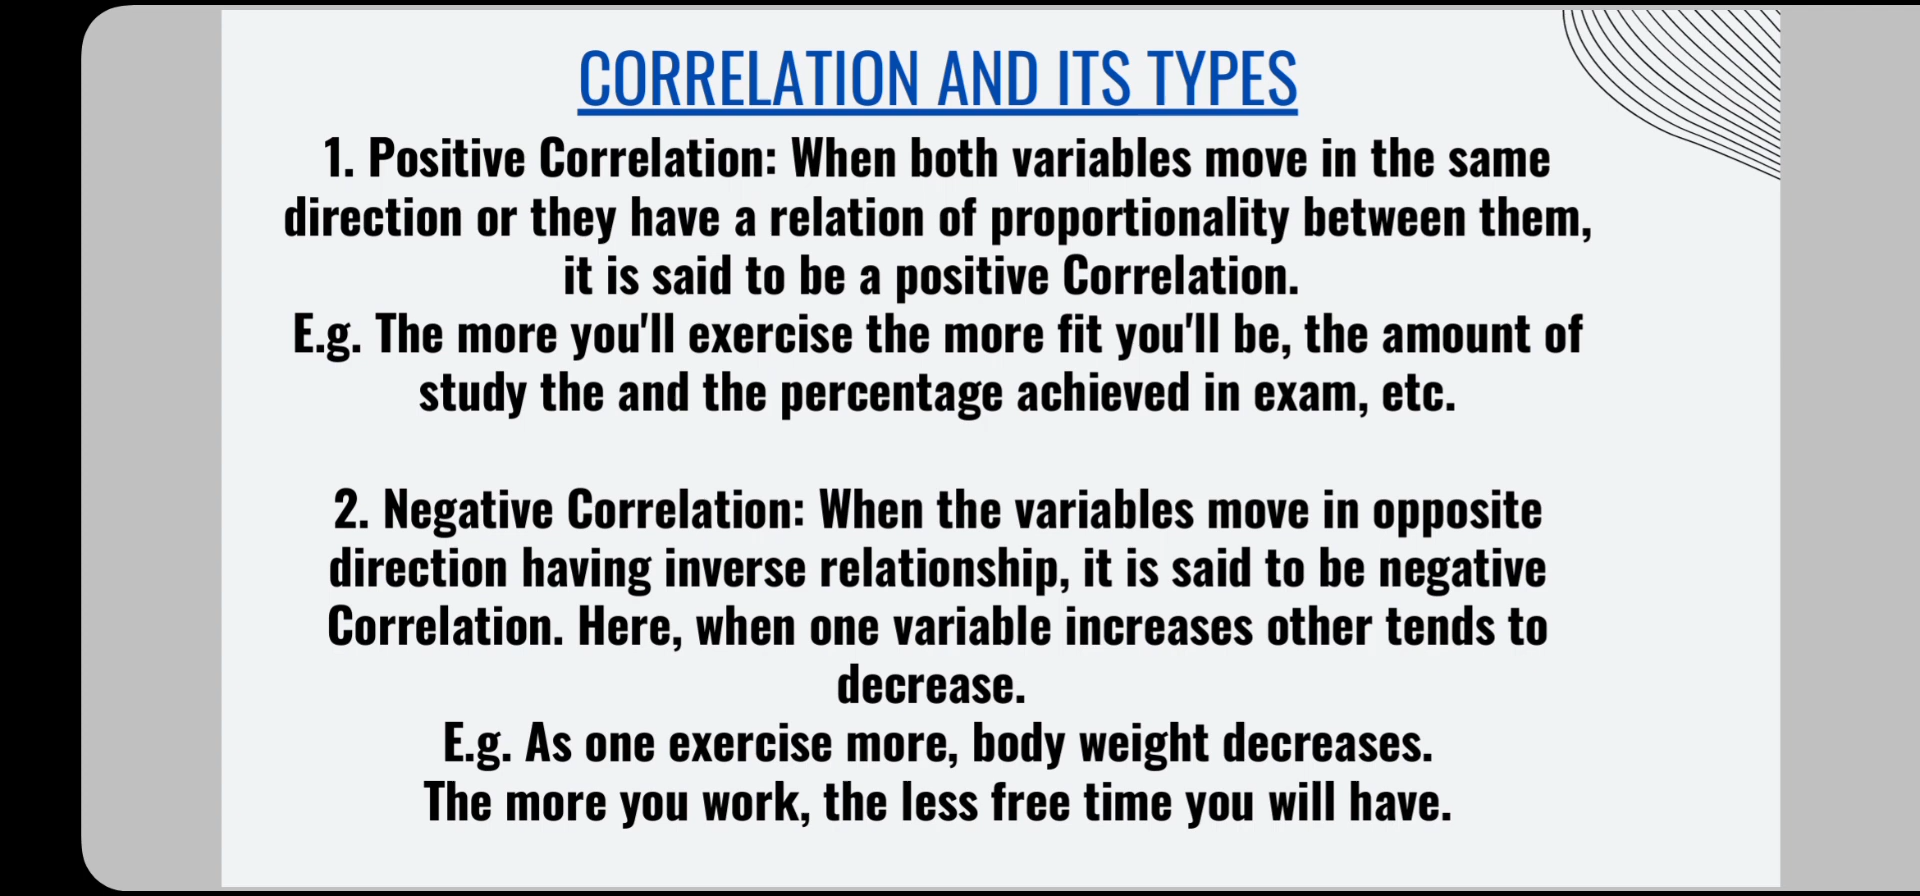 CORRELATION AND ITS TYPES
1. Positive Correlation: When both variables move in the same
direction or they have a relation of proportionality between them,
it is said to be a positive Correlation.
E.g. The more you'll exercise the more fit you'll be, the amount of
study the and the percentage achieved in exam, etc.
2. Negative Correlation: When the variables move in opposite
direction having inverse relationship, it is said to be negative
Correlation. Here, when one variable increases other tends to
decrease.
E.g. As one exercise more, body weight decreases.
The more you work, the less free time you will have.